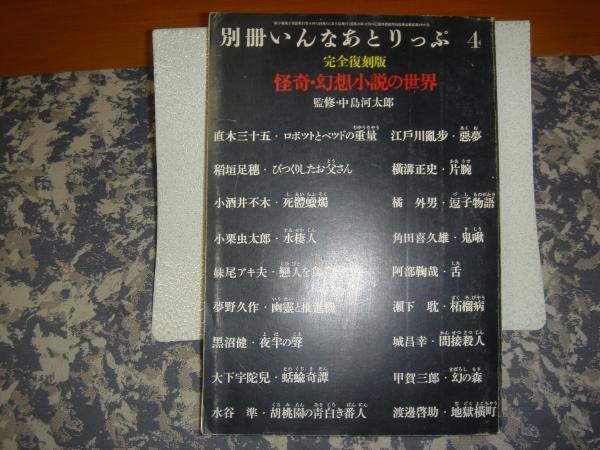 別冊いんなあとりっぷ 4
完全復刻版
怪奇・幻想小説の世界
監修・中島河太郎
直木三十五・ロボットとベッドの重量 江戸川亂步・惡夢
稲垣足穂・びっくりしたお父さん 横溝正史・片腕
小酒井不木・死體蠟燭 橘 外男・逗子物語
小栗虫太郎・水棲人 角田喜久雄・鬼啾
妹尾アキ夫・戀人を食 阿部鞠哉・舌
夢野久作・幽靈と推進機 瀬下 耽・柘榴病
黒沼健・夜半の聲 城昌幸・間接殺人
大下宇陀兒・蛞蝓奇譚 甲賀三郎・幻の森
水谷 準・胡桃園の青白き番人 渡邊啓助・地獄横町